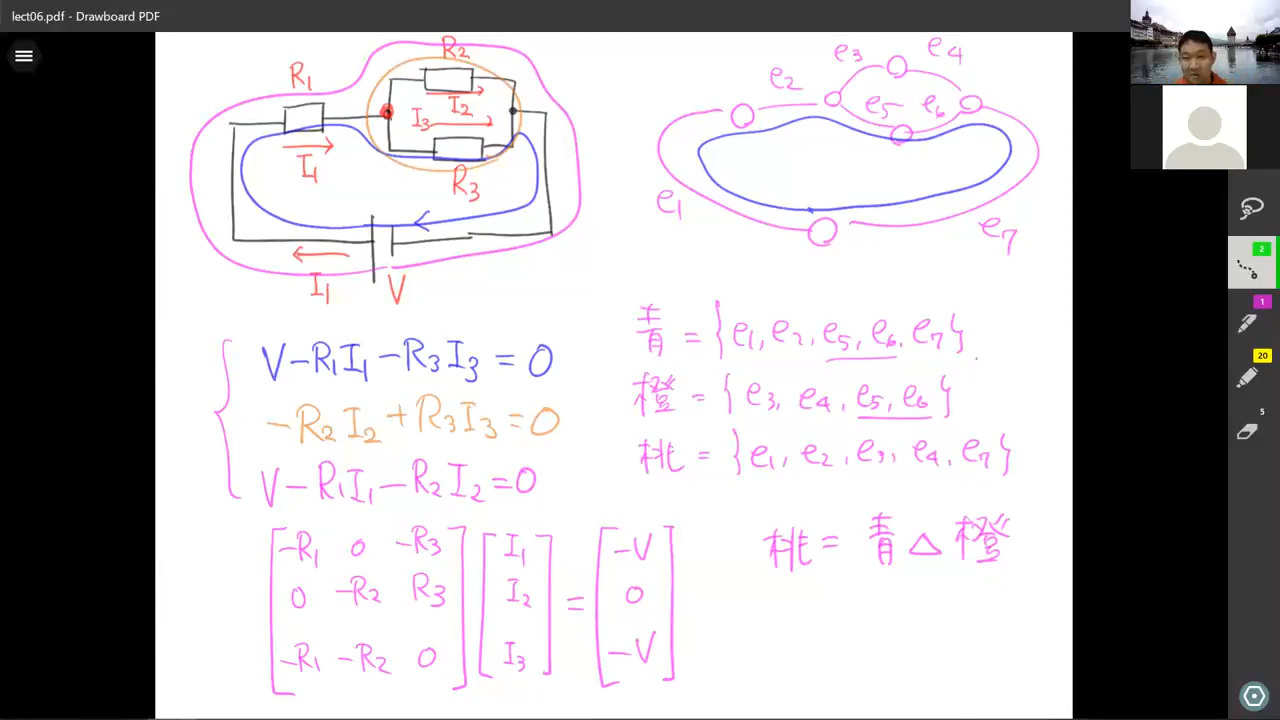 lect06.pdf - Drawboard PDF
R₂
R₁
I₂
I₃
I₁
R₃
I₁
V
e₃
e₄
e₂
e₅
e₆
e₁
e₇
V-R₁I₁-R₃I₃=0
-R₂I₂+R₃I₃=0
V-R₁I₁-R₂I₂=0
-R₁ 0 -R₃ I₁ -V
0 -R₂ R₃ I₂ = 0
-R₁ -R₂ 0 I₃ -V
青={e₁, e₂, e₅, e₆, e₇}
橙={e₃, e₄, e₅, e₆}
桃={e₁, e₂, e₃, e₄, e₇}
桃=青△橙
2
1
20
5